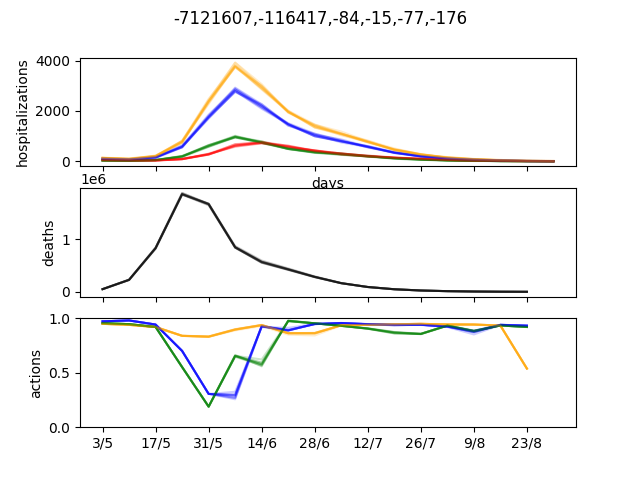 -7121607,-116417,-84,-15,-77,-176
hospitalizations
4000
2000
0
days
1e6
deaths
1
0
actions
1.0
0.5
0.0
3/5 17/5 31/5 14/6 28/6 12/7 26/7 9/8 23/8